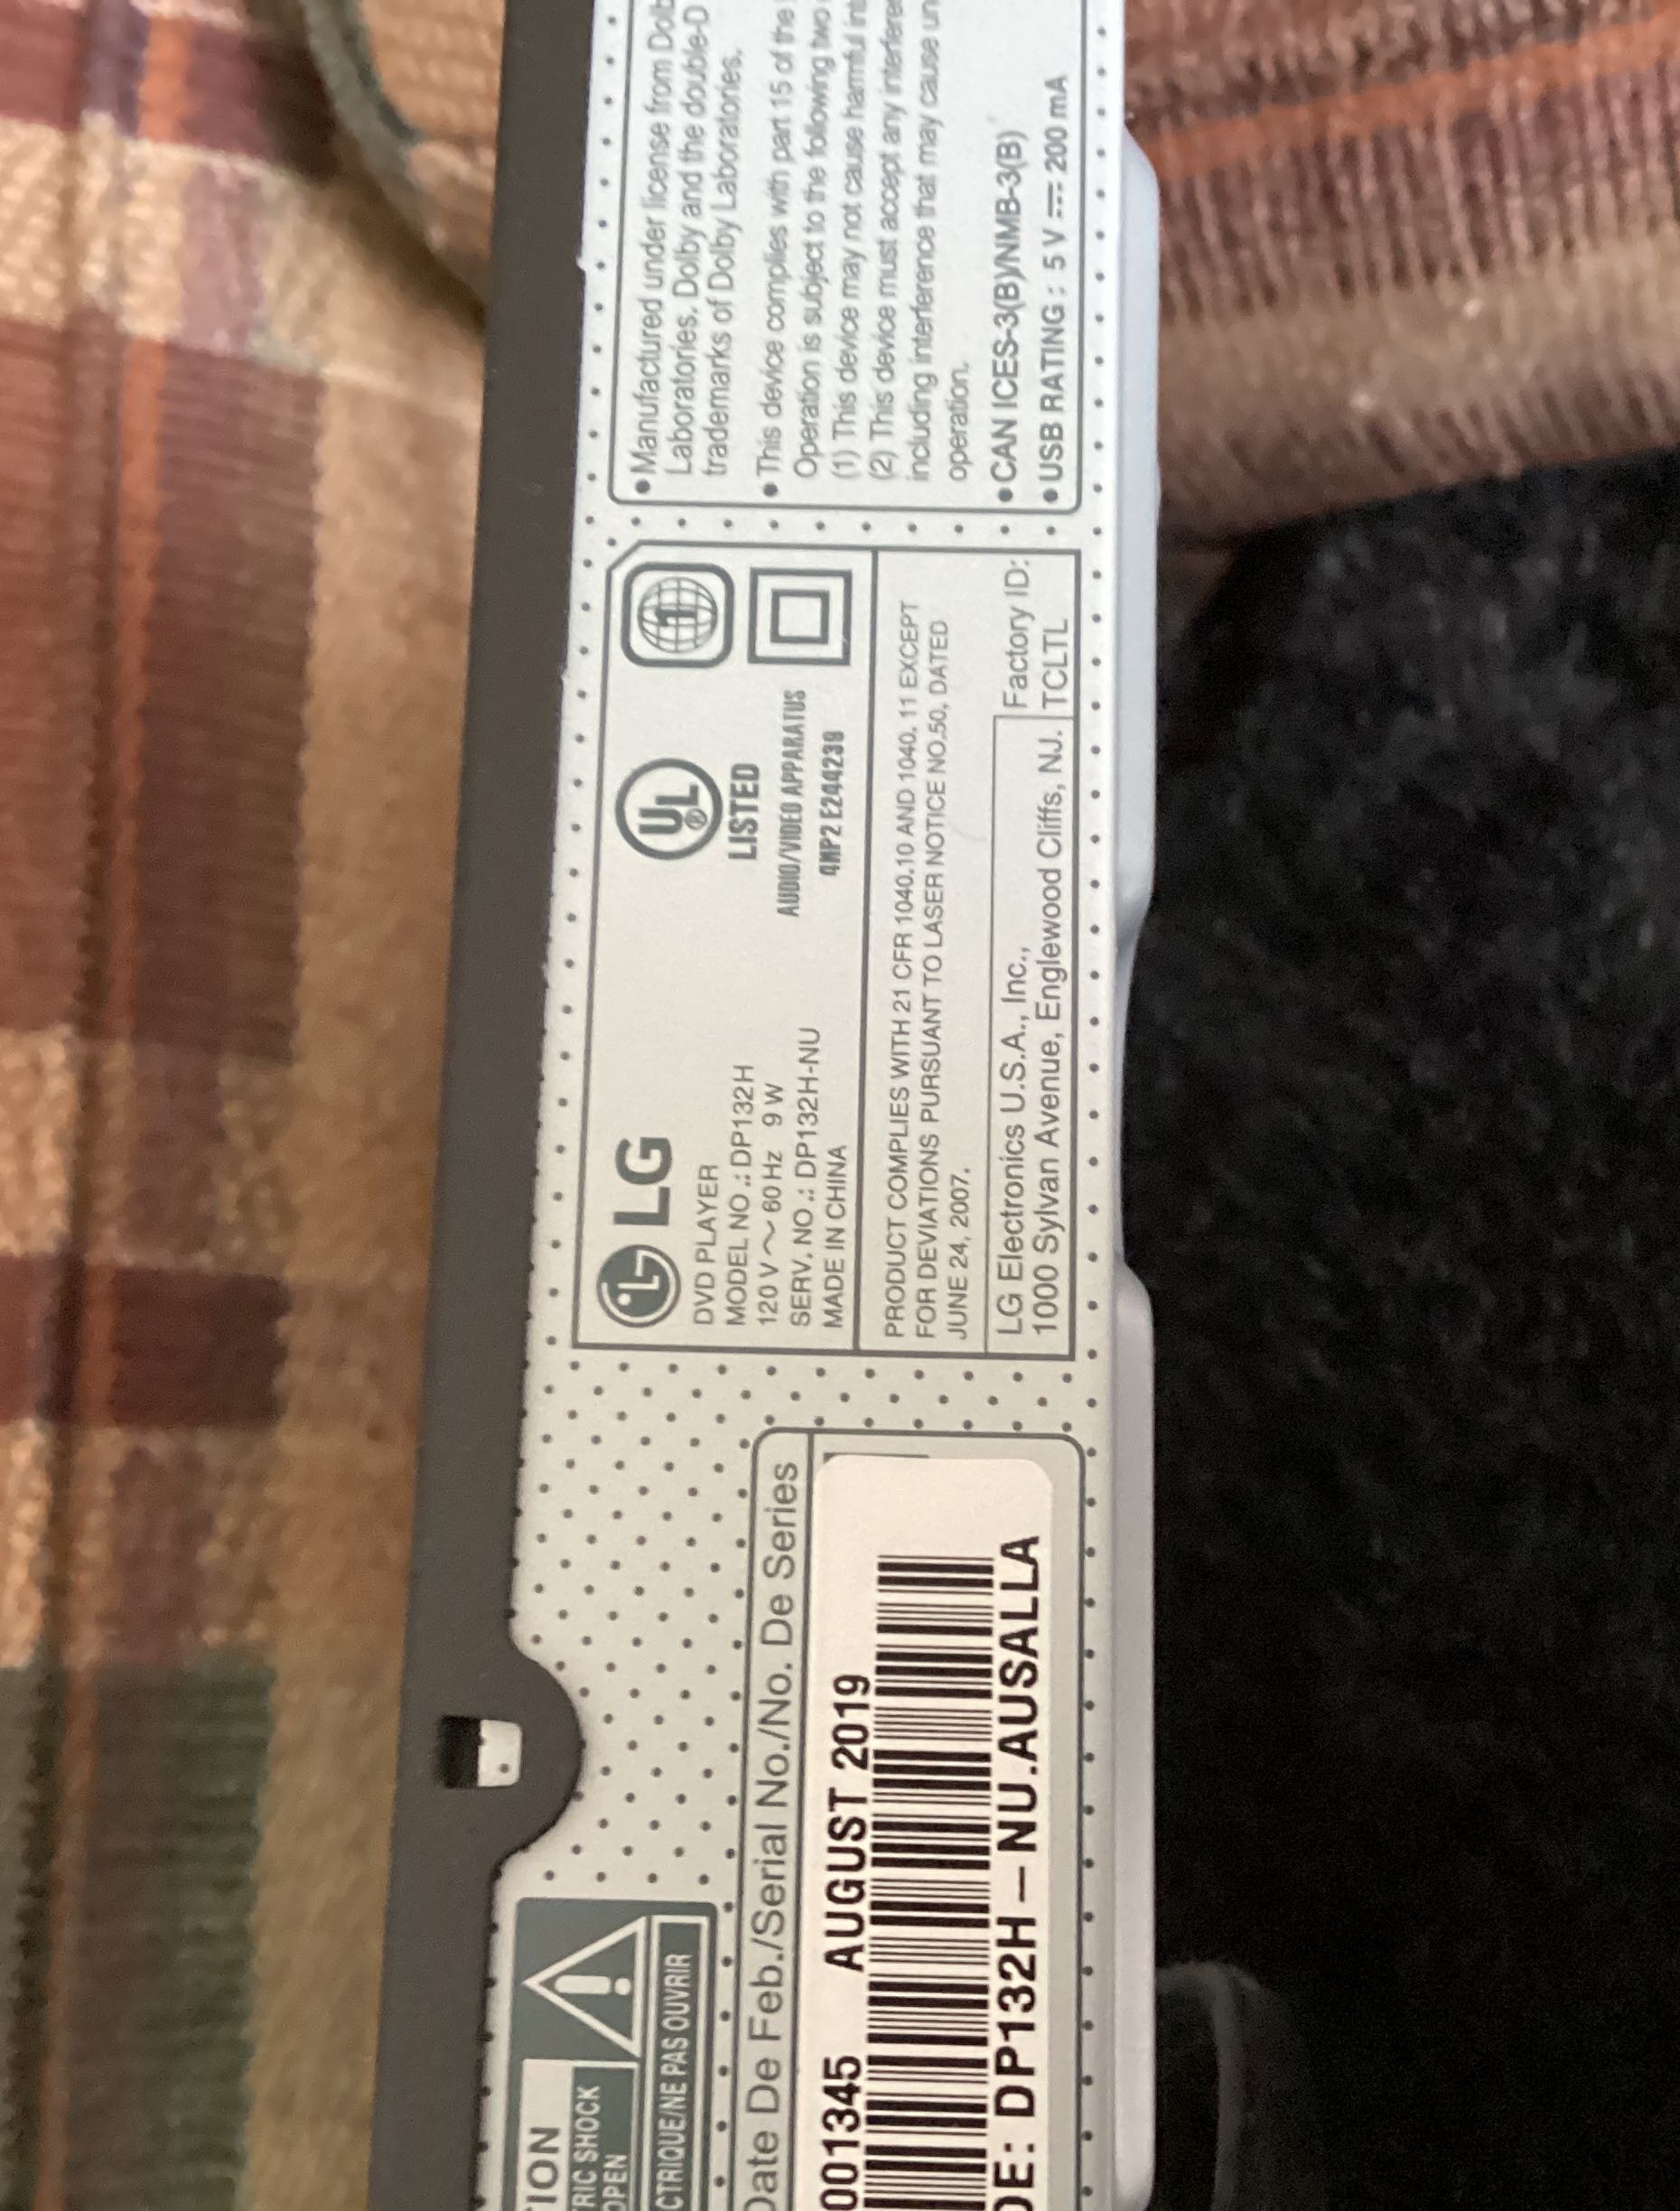 TION
RIC SHOCK
OPEN
CTRIQUE/NE PAS OUVRIR
Date De Feb./Serial No./No. De Series
001345 AUGUST 2019
DE: DP132H – NU.AUSALLA
LG
DVD PLAYER
MODEL NO .: DP132H
120 V ~ 60 Hz 9 W
SERV. NO .: DP132H-NU
MADE IN CHINA
UL ®
LISTED
AUDIO/VIDEO APPARATUS
4HP2 E244230
1
PRODUCT COMPLIES WITH 21 CFR 1040.10 AND 1040. 11 EXCEPT
FOR DEVIATIONS PURSUANT TO LASER NOTICE NO.50, DATED
JUNE 24, 2007.
LG Electronics U.S.A., Inc.,
1000 Sylvan Avenue, Englewood Cliffs, NJ.
Factory ID:
TCLTL
•Manufactured under license from Dolb
Laboratories. Dolby and the double-D
trademarks of Dolby Laboratories.
•This device complies with part 15 of the
Operation is subject to the following two
(1) This device may not cause harmful int
(2) This device must accept any interfere
including interference that may cause un
operation.
•CAN ICES-3(B)/NMB-3(B)
•USB RATING : 5 V ⎓ 200 mA